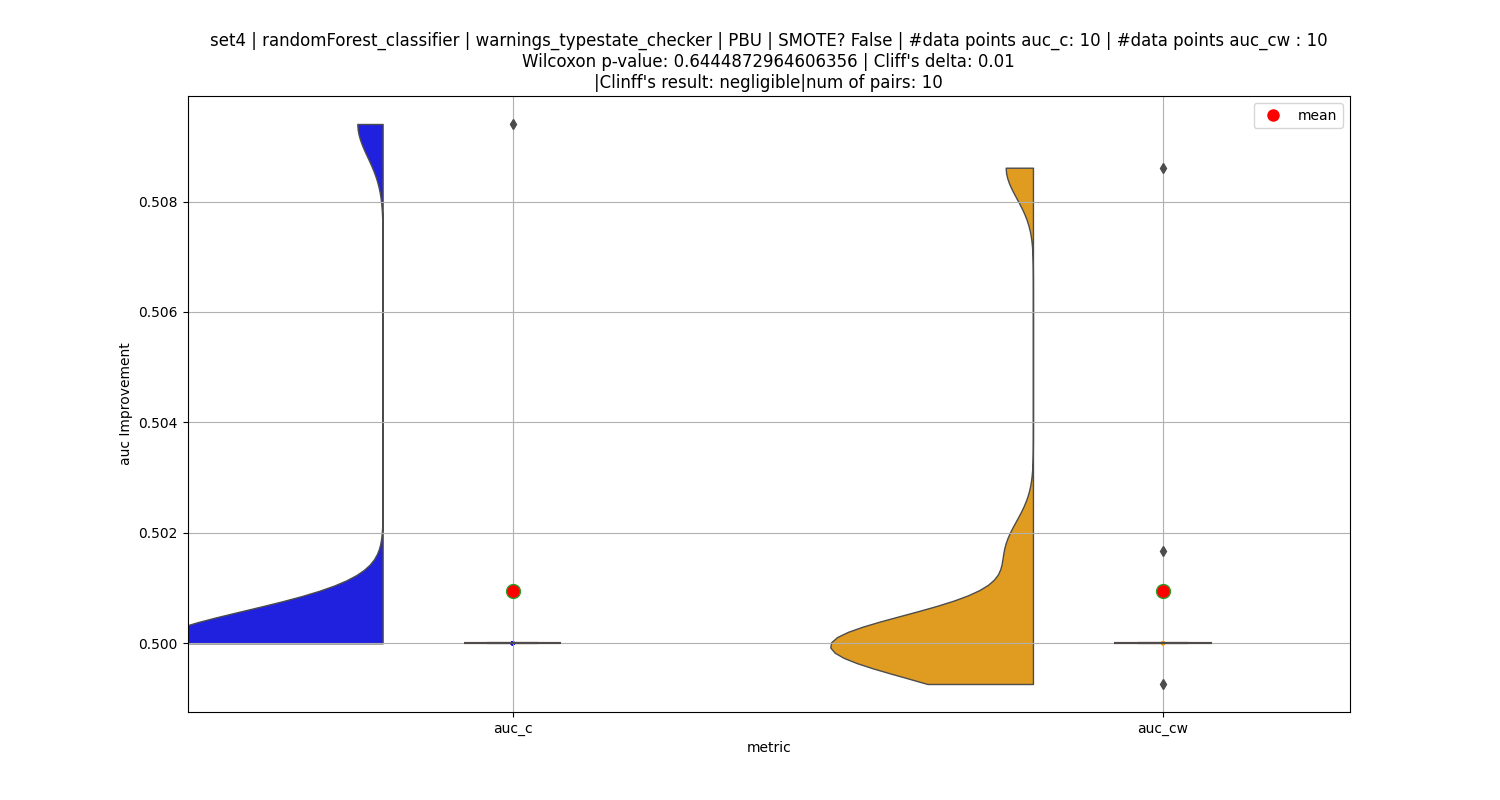 set4 | randomForest_classifier | warnings_typestate_checker | PBU | SMOTE? False | #data points auc_c: 10 | #data points auc_cw : 10
Wilcoxon p-value: 0.6444872964606356 | Cliff's delta: 0.01
|Clinff's result: negligible|num of pairs: 10
mean
0.508
0.506
0.504
0.502
0.500
auc Improvement
auc_c
auc_cw
metric